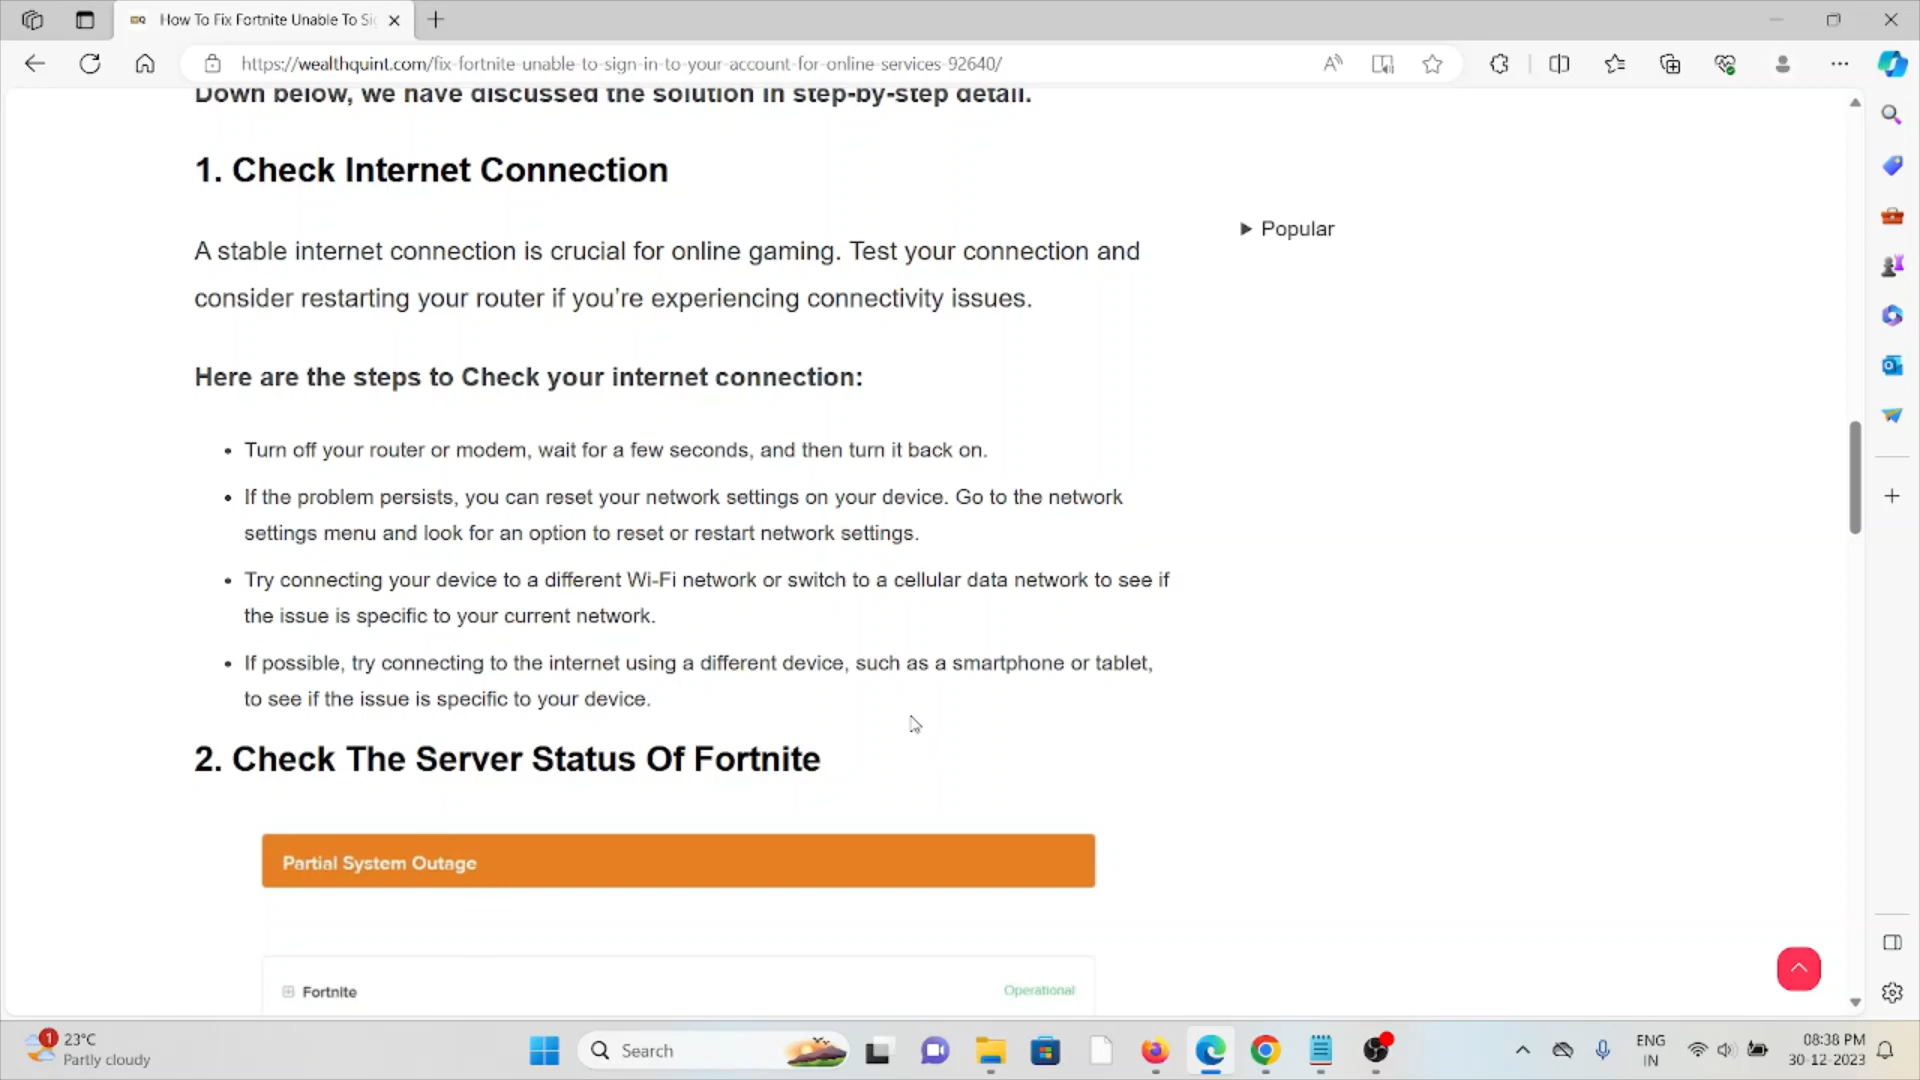 How To Fix Fortnite Unable To Si
https://wealthquint.com/fix-fortnite-unable-to-sign-in-to-your-account-for-online-services-92640/
Down below, we have discussed the solution in step-by-step detail.
1. Check Internet Connection
A stable internet connection is crucial for online gaming. Test your connection and
consider restarting your router if you’re experiencing connectivity issues.
▶ Popular
Here are the steps to Check your internet connection:
• Turn off your router or modem, wait for a few seconds, and then turn it back on.
• If the problem persists, you can reset your network settings on your device. Go to the network
settings menu and look for an option to reset or restart network settings.
• Try connecting your device to a different Wi-Fi network or switch to a cellular data network to see if
the issue is specific to your current network.
• If possible, try connecting to the internet using a different device, such as a smartphone or tablet,
to see if the issue is specific to your device.
2. Check The Server Status Of Fortnite
Partial System Outage
Fortnite
Operational
1
23°C
Partly cloudy
Search
ENG
IN
08:38 PM
30-12-2023